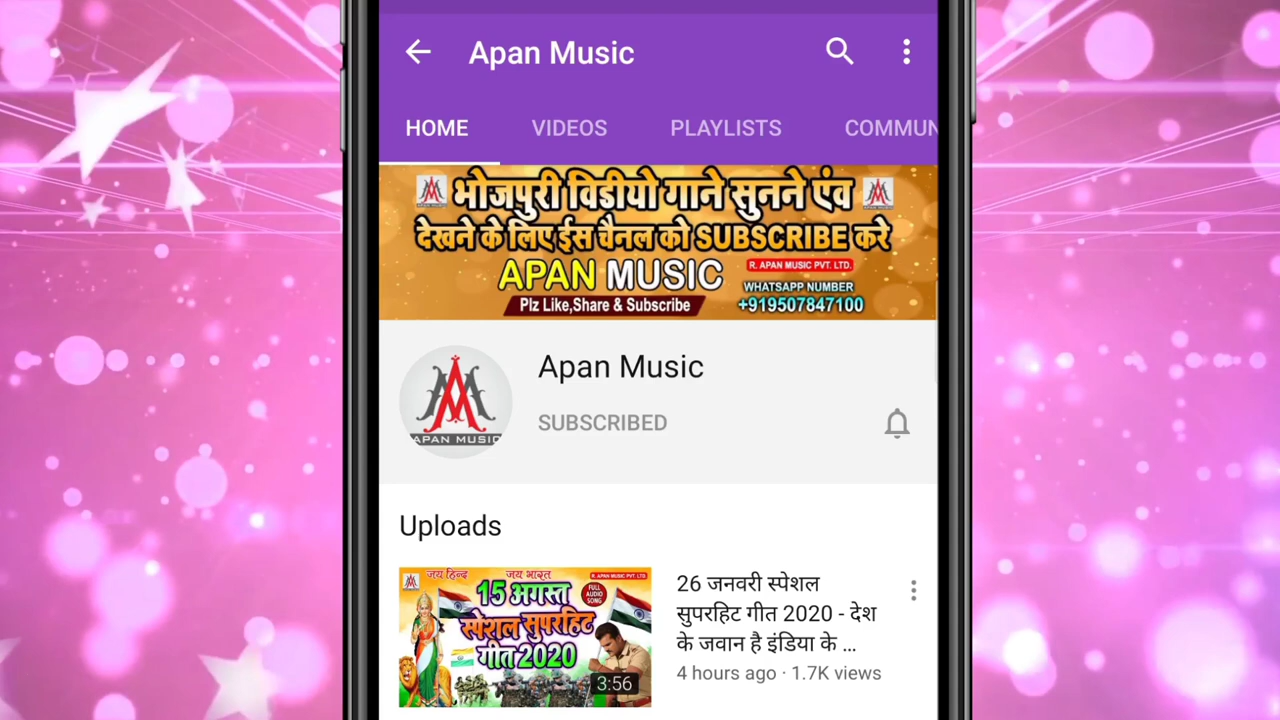 Apan Music
HOME VIDEOS PLAYLISTS COMMUN
भोजपुरी विडीयो गाने सुनने एंव
देखने के लिए ईस चैनल को SUBSCRIBE करे
APAN MUSIC
R. APAN MUSIC PVT. LTD.
Plz Like,Share & Subscribe
WHATSAPP NUMBER
+919507847100
Apan Music
SUBSCRIBED
APAN MUSIC
Uploads
जय हिन्द जय भारत
R. APAN MUSIC PVT. LTD
15 अगस्त
FULL
AUDIO
SONG
स्पेशल सुपरहिट
गीत 2020
3:56
26 जनवरी स्पेशल
सुपरहिट गीत 2020 - देश
के जवान है इंडिया के ...
4 hours ago · 1.7K views